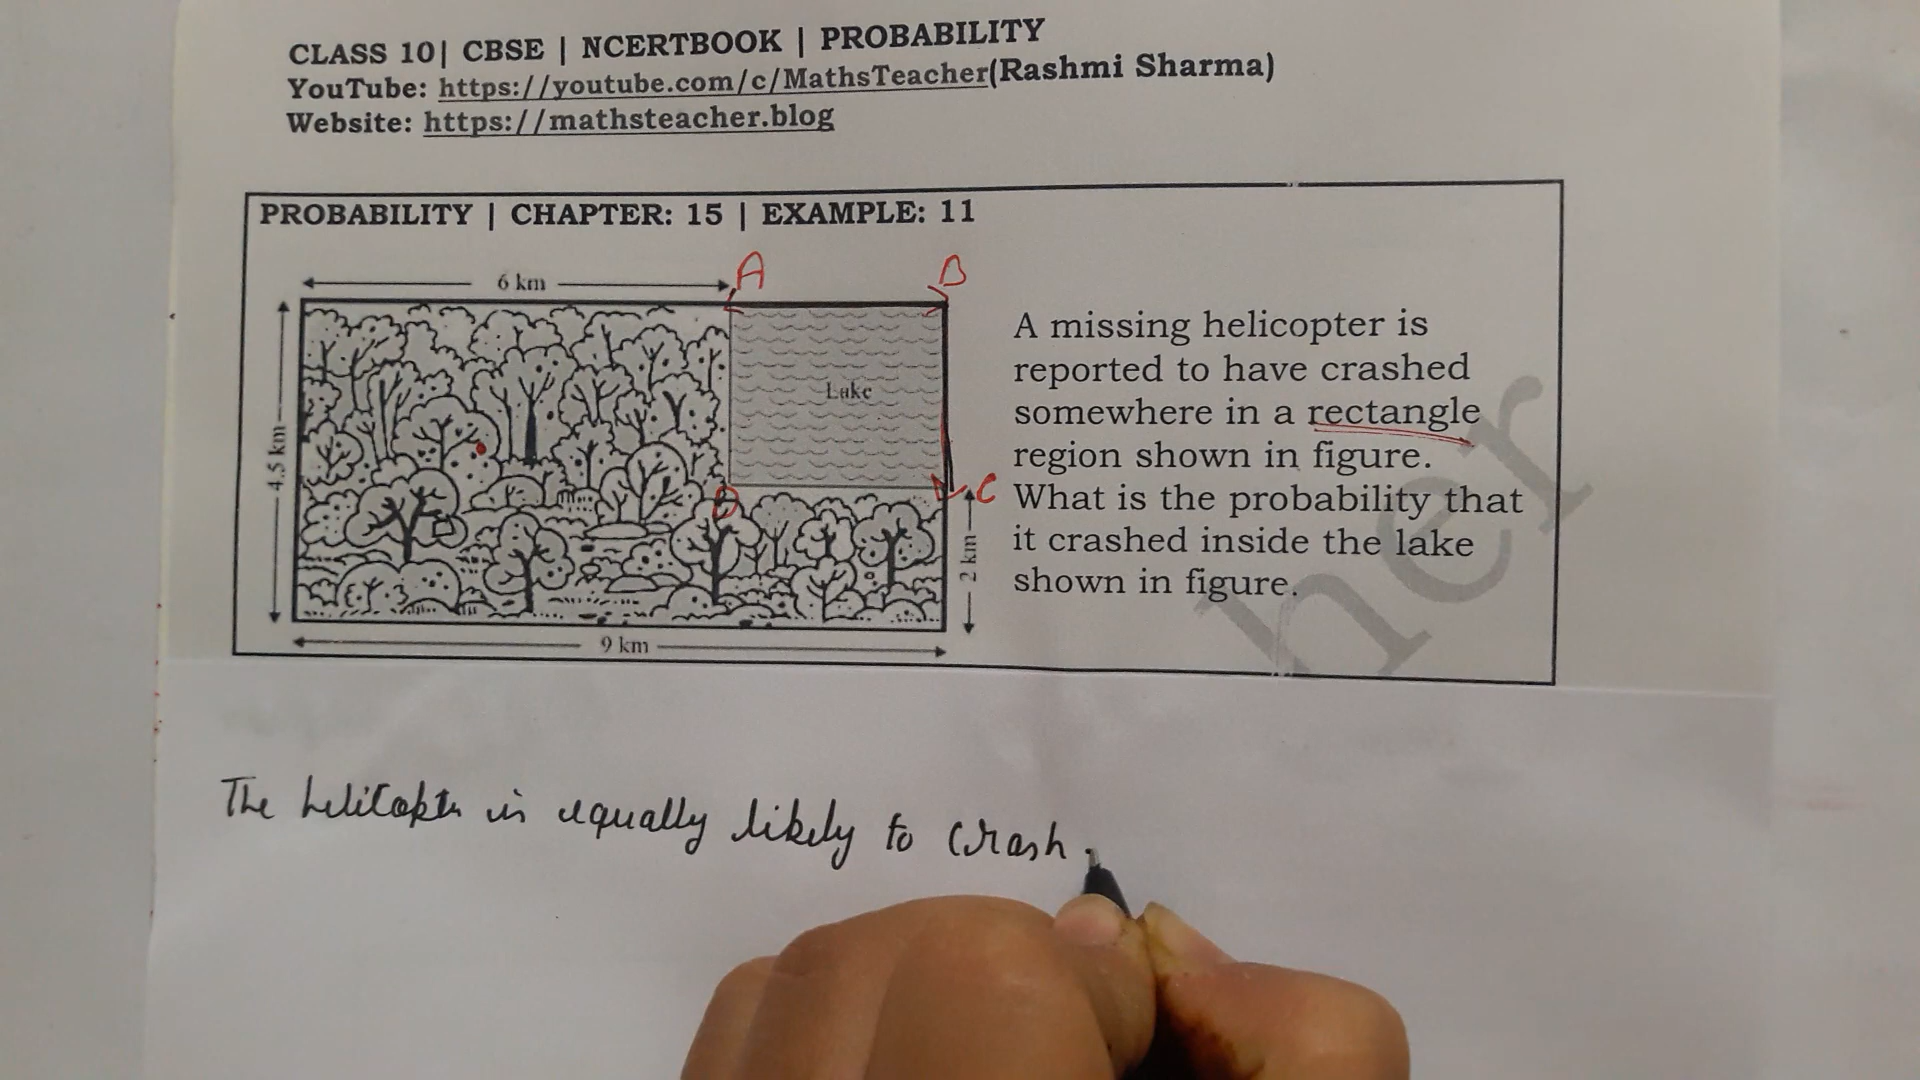 CLASS 10| CBSE | NCERTBOOK | PROBABILITY
YouTube: https://youtube.com/c/MathsTeacher(Rashmi Sharma)
Website: https://mathsteacher.blog
PROBABILITY | CHAPTER: 15 | EXAMPLE: 11
6 km
A
B
4.5 km
Lake
D
C
2 km
9 km
A missing helicopter is
reported to have crashed
somewhere in a rectangle
region shown in figure.
What is the probability that
it crashed inside the lake
shown in figure.
her
The helicopter is equally likely to crash